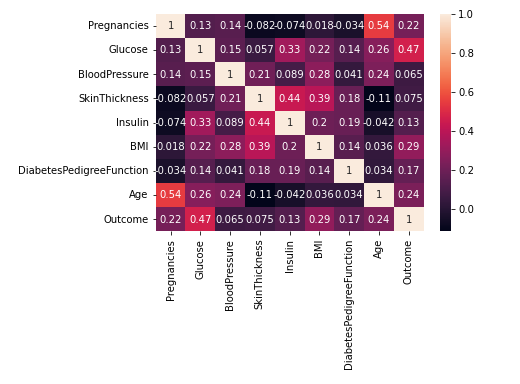 Pregnancies 1 0.13 0.14 -0.082 -0.074 0.018 -0.034 0.54 0.22
Glucose 0.13 1 0.15 0.057 0.33 0.22 0.14 0.26 0.47
BloodPressure 0.14 0.15 1 0.21 0.089 0.28 0.041 0.24 0.065
SkinThickness -0.082 0.057 0.21 1 0.44 0.39 0.18 -0.11 0.075
Insulin -0.074 0.33 0.089 0.44 1 0.2 0.19 -0.042 0.13
BMI 0.018 0.22 0.28 0.39 0.2 1 0.14 0.036 0.29
DiabetesPedigreeFunction -0.034 0.14 0.041 0.18 0.19 0.14 1 0.034 0.17
Age 0.54 0.26 0.24 -0.11 -0.042 0.036 0.034 1 0.24
Outcome 0.22 0.47 0.065 0.075 0.13 0.29 0.17 0.24 1
Pregnancies
Glucose
BloodPressure
SkinThickness
Insulin
BMI
DiabetesPedigreeFunction
Age
Outcome
1.0
0.8
0.6
0.4
0.2
0.0